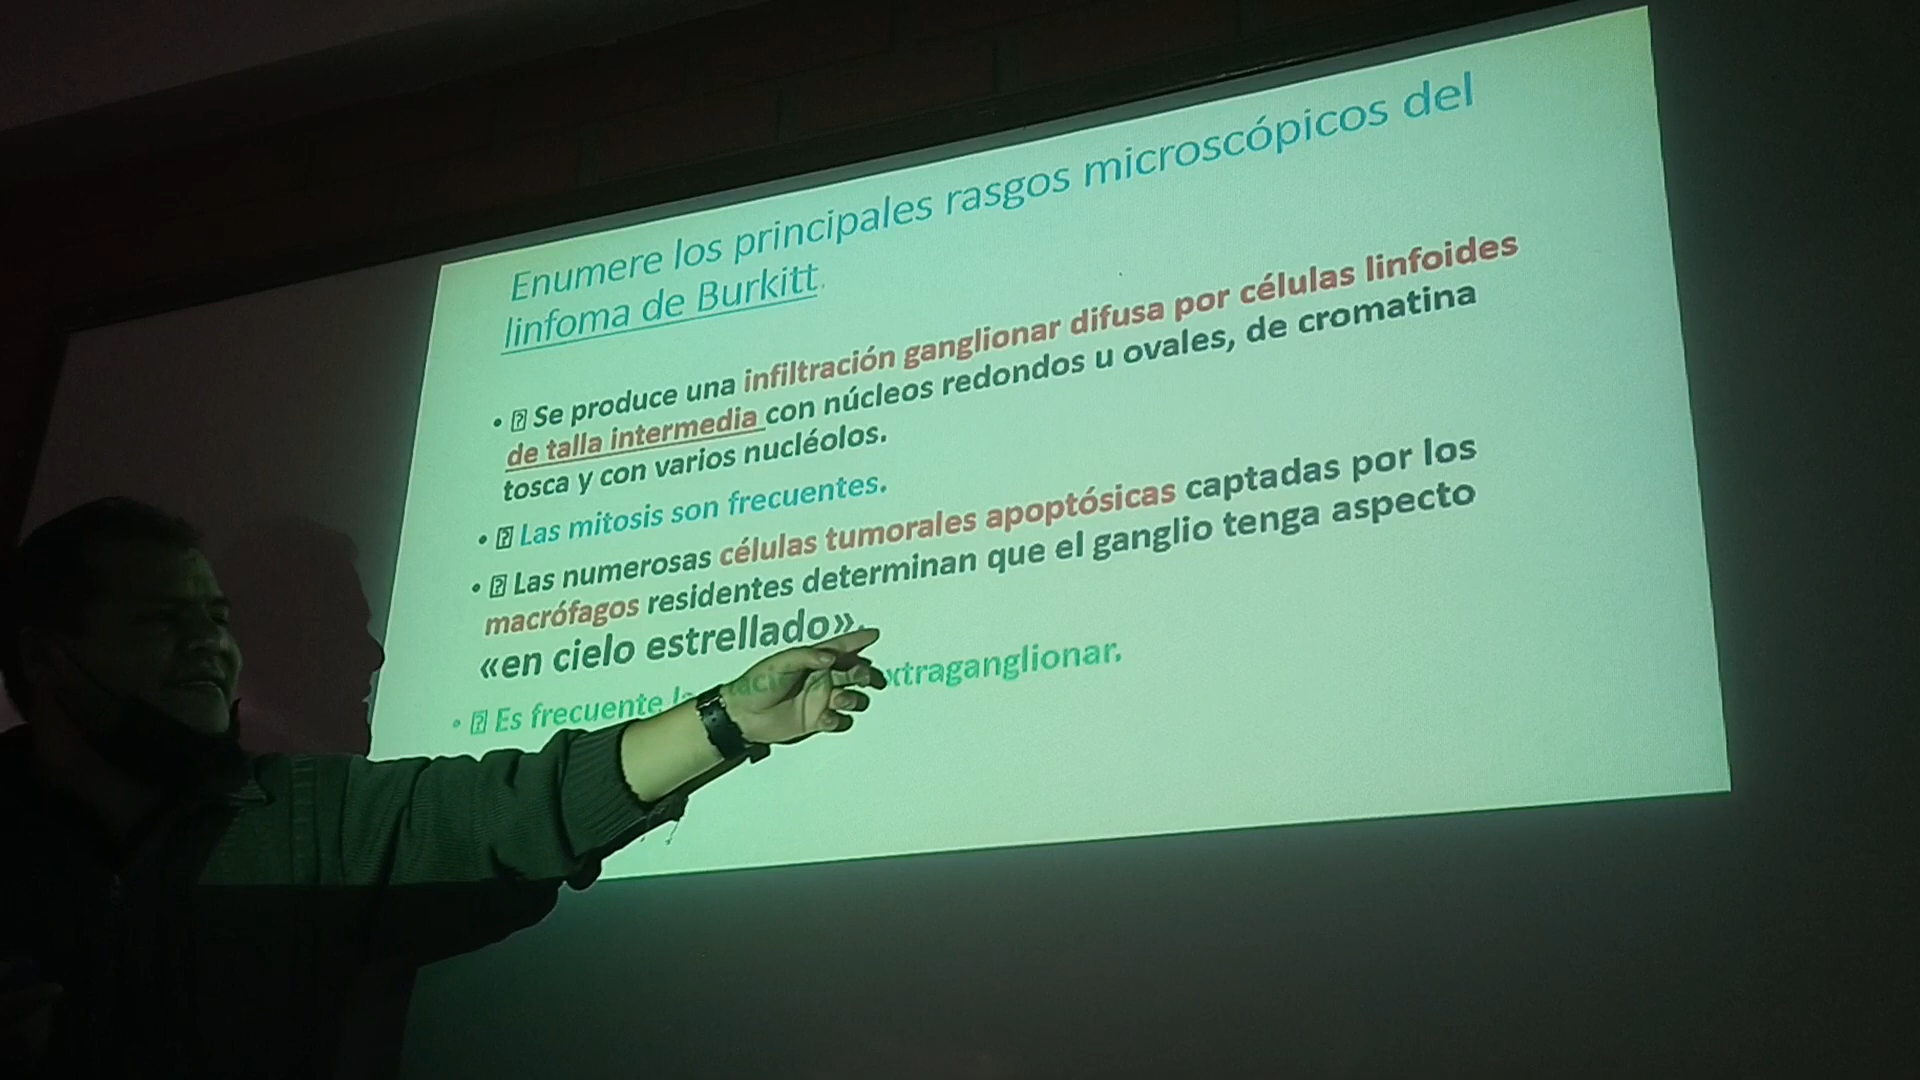 Enumere los principales rasgos microscópicos del
linfoma de Burkitt.
• Se produce una infiltración ganglionar difusa por células linfoides
de talla intermedia con núcleos redondos u ovales, de cromatina
tosca y con varios nucléolos.
• Las mitosis son frecuentes.
• Las numerosas células tumorales apoptósicas captadas por los
macrófagos residentes determinan que el ganglio tenga aspecto
«en cielo estrellado».
• Es frecuente xtraganglionar.